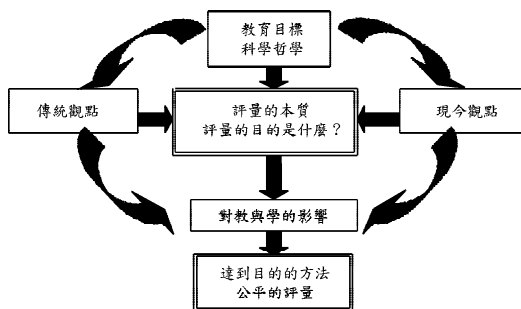 教育目標
科學哲學
傳統觀點
評量的本質
評量的目的是什麼？
現今觀點
對教與學的影響
達到目的的方法
公平的評量